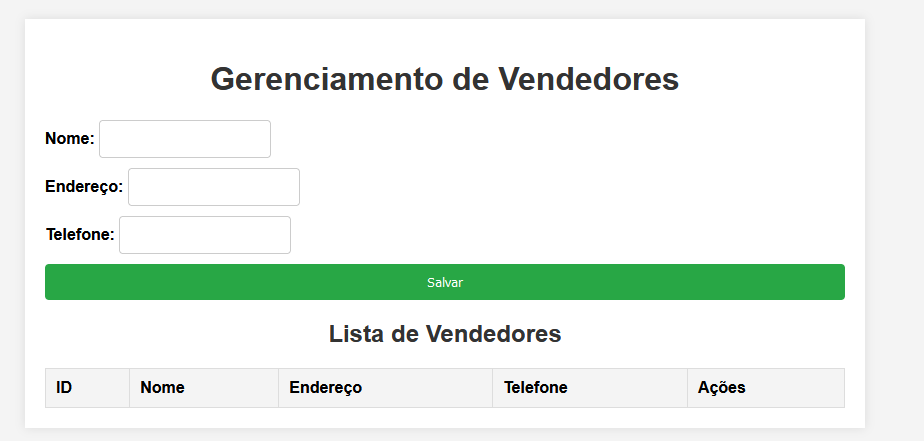 Gerenciamento de Vendedores
Nome:
Endereço:
Telefone:
Salvar
Lista de Vendedores
ID Nome Endereço Telefone Ações